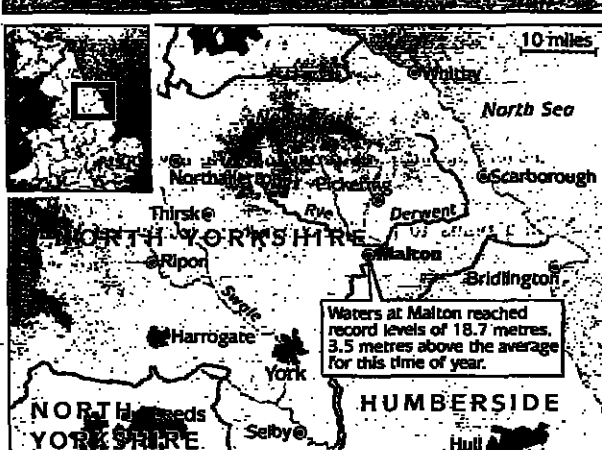 10 miles
Whitby
North Sea
Scarborough
Pickering
Thirsk
Rye
Derwent
NORTH YORKSHIRE
Malton
Ripon
Bridlington
Swale
Waters at Malton reached
record levels of 18.7 metres,
3.5 metres above the average
for this time of year.
Harrogate
York
NORTH
HUMBERSIDE
YORKSHIRE
Selby
Hull